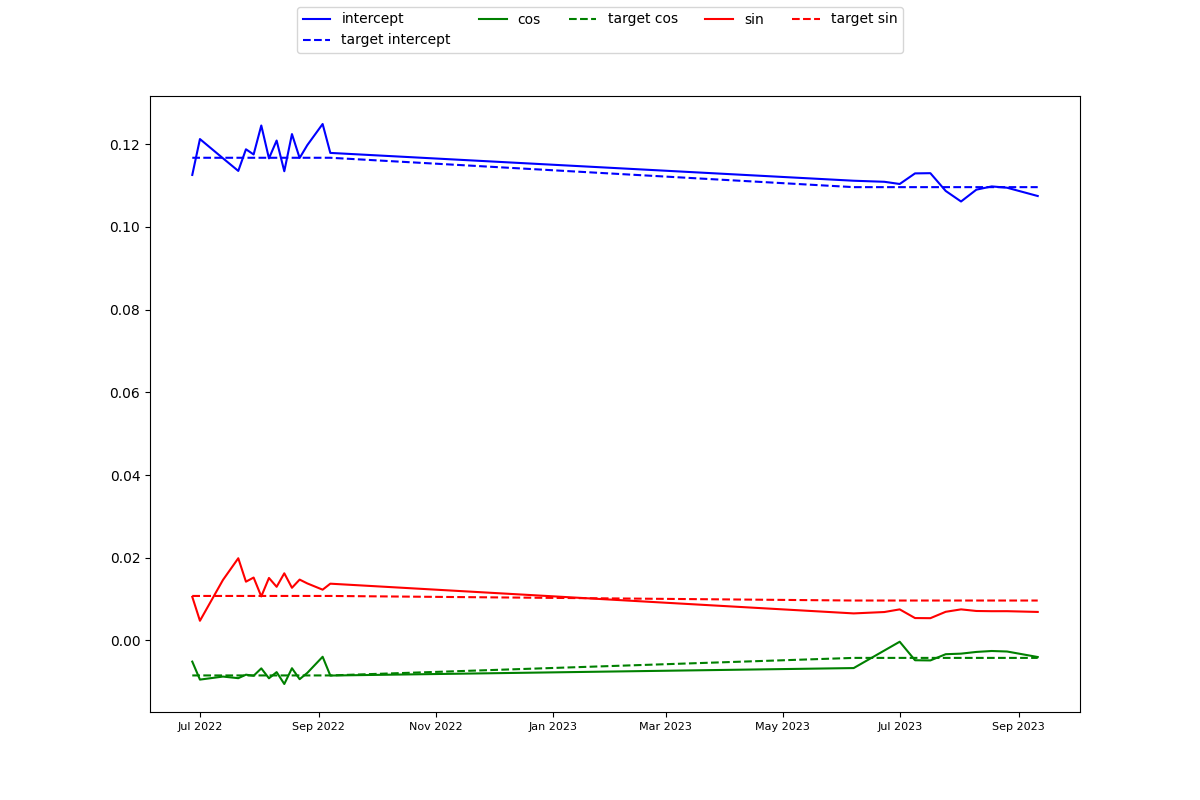 intercept cos target cos sin target sin
target intercept
0.12
0.10
0.08
0.06
0.04
0.02
0.00
Jul 2022 Sep 2022 Nov 2022 Jan 2023 Mar 2023 May 2023 Jul 2023 Sep 2023